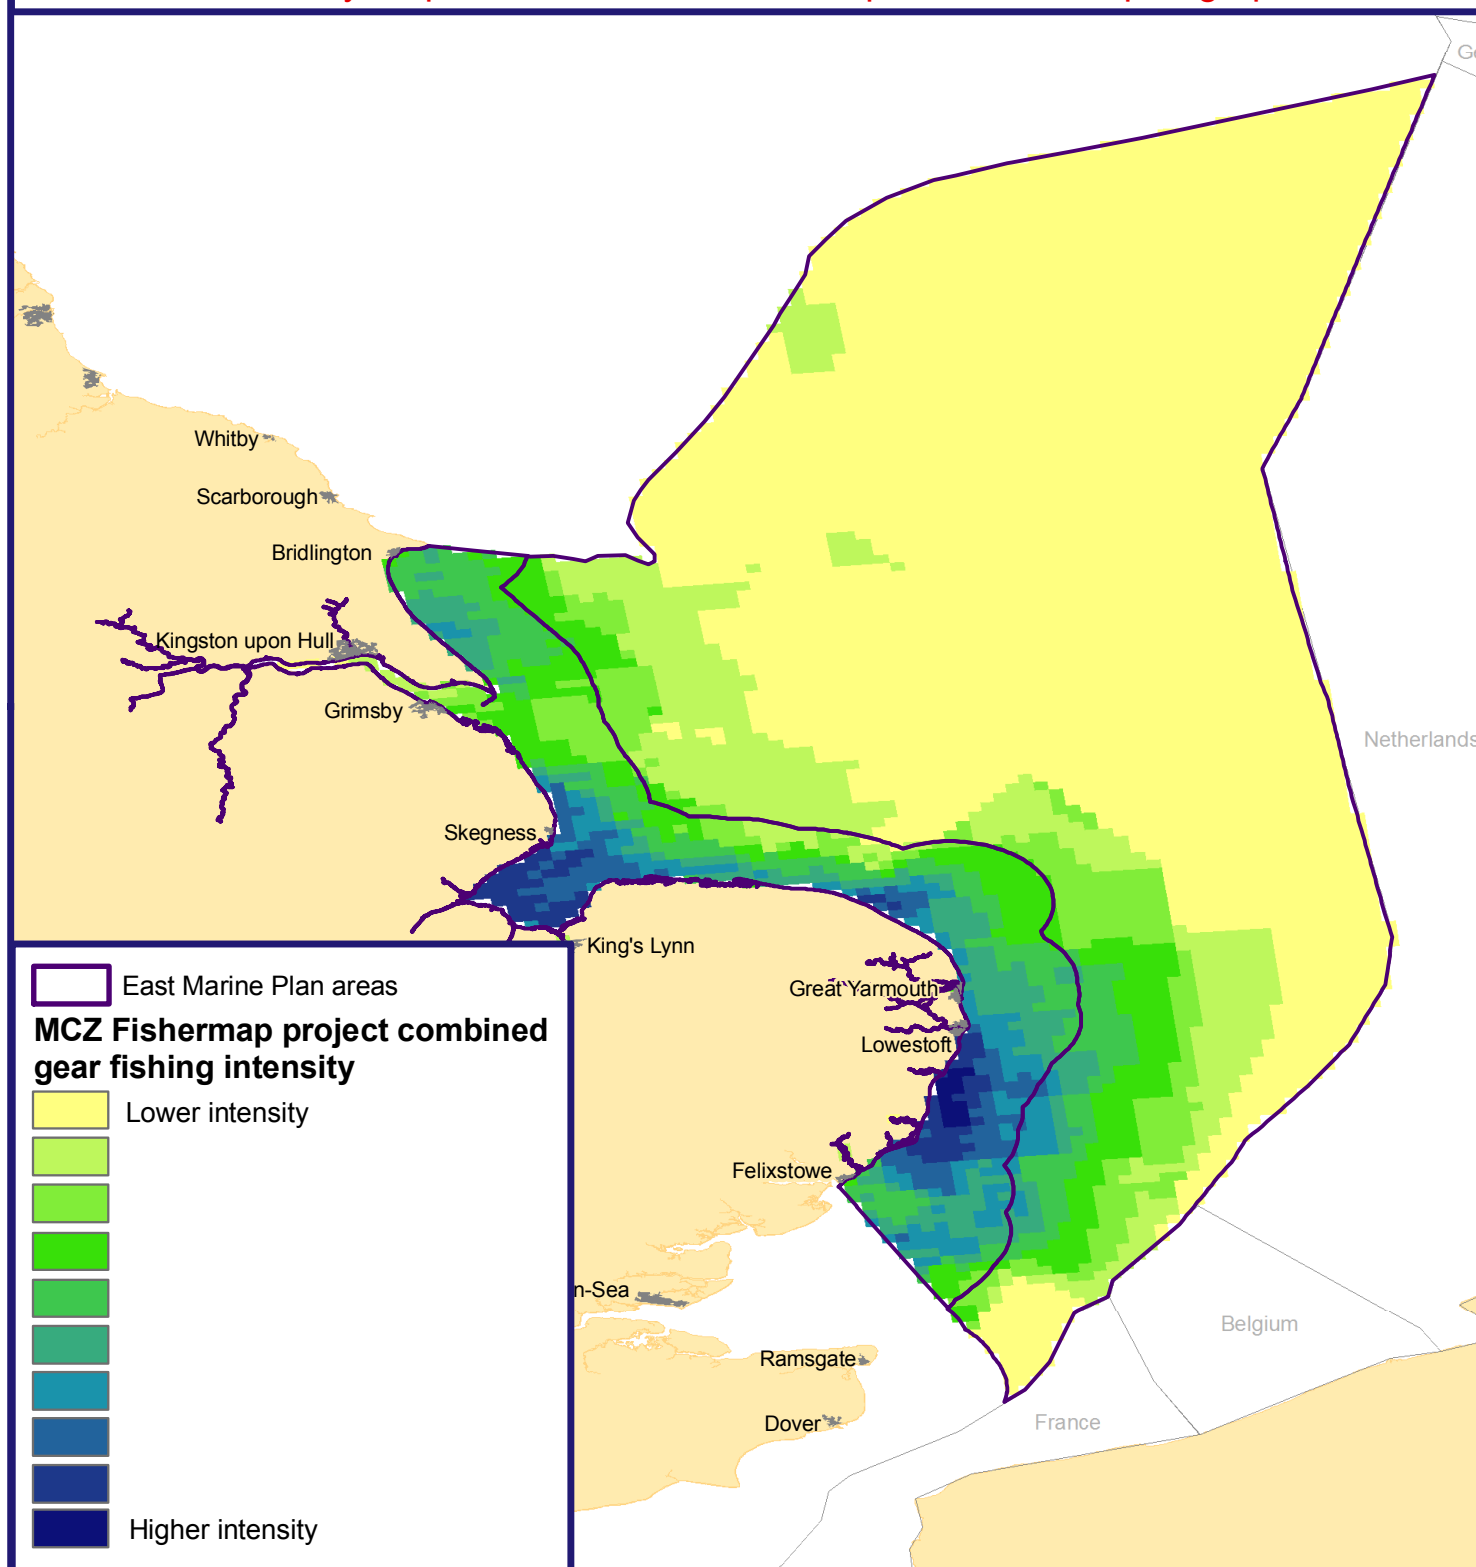 Whitby
Scarborough
Bridlington
Kingston upon Hull
Grimsby
Netherlands
Skegness
King's Lynn
Great Yarmouth
Lowestoft
Felixstowe
n-Sea
Ramsgate
Dover
Belgium
France
East Marine Plan areas
MCZ Fishermap project combined
gear fishing intensity
Lower intensity
Higher intensity